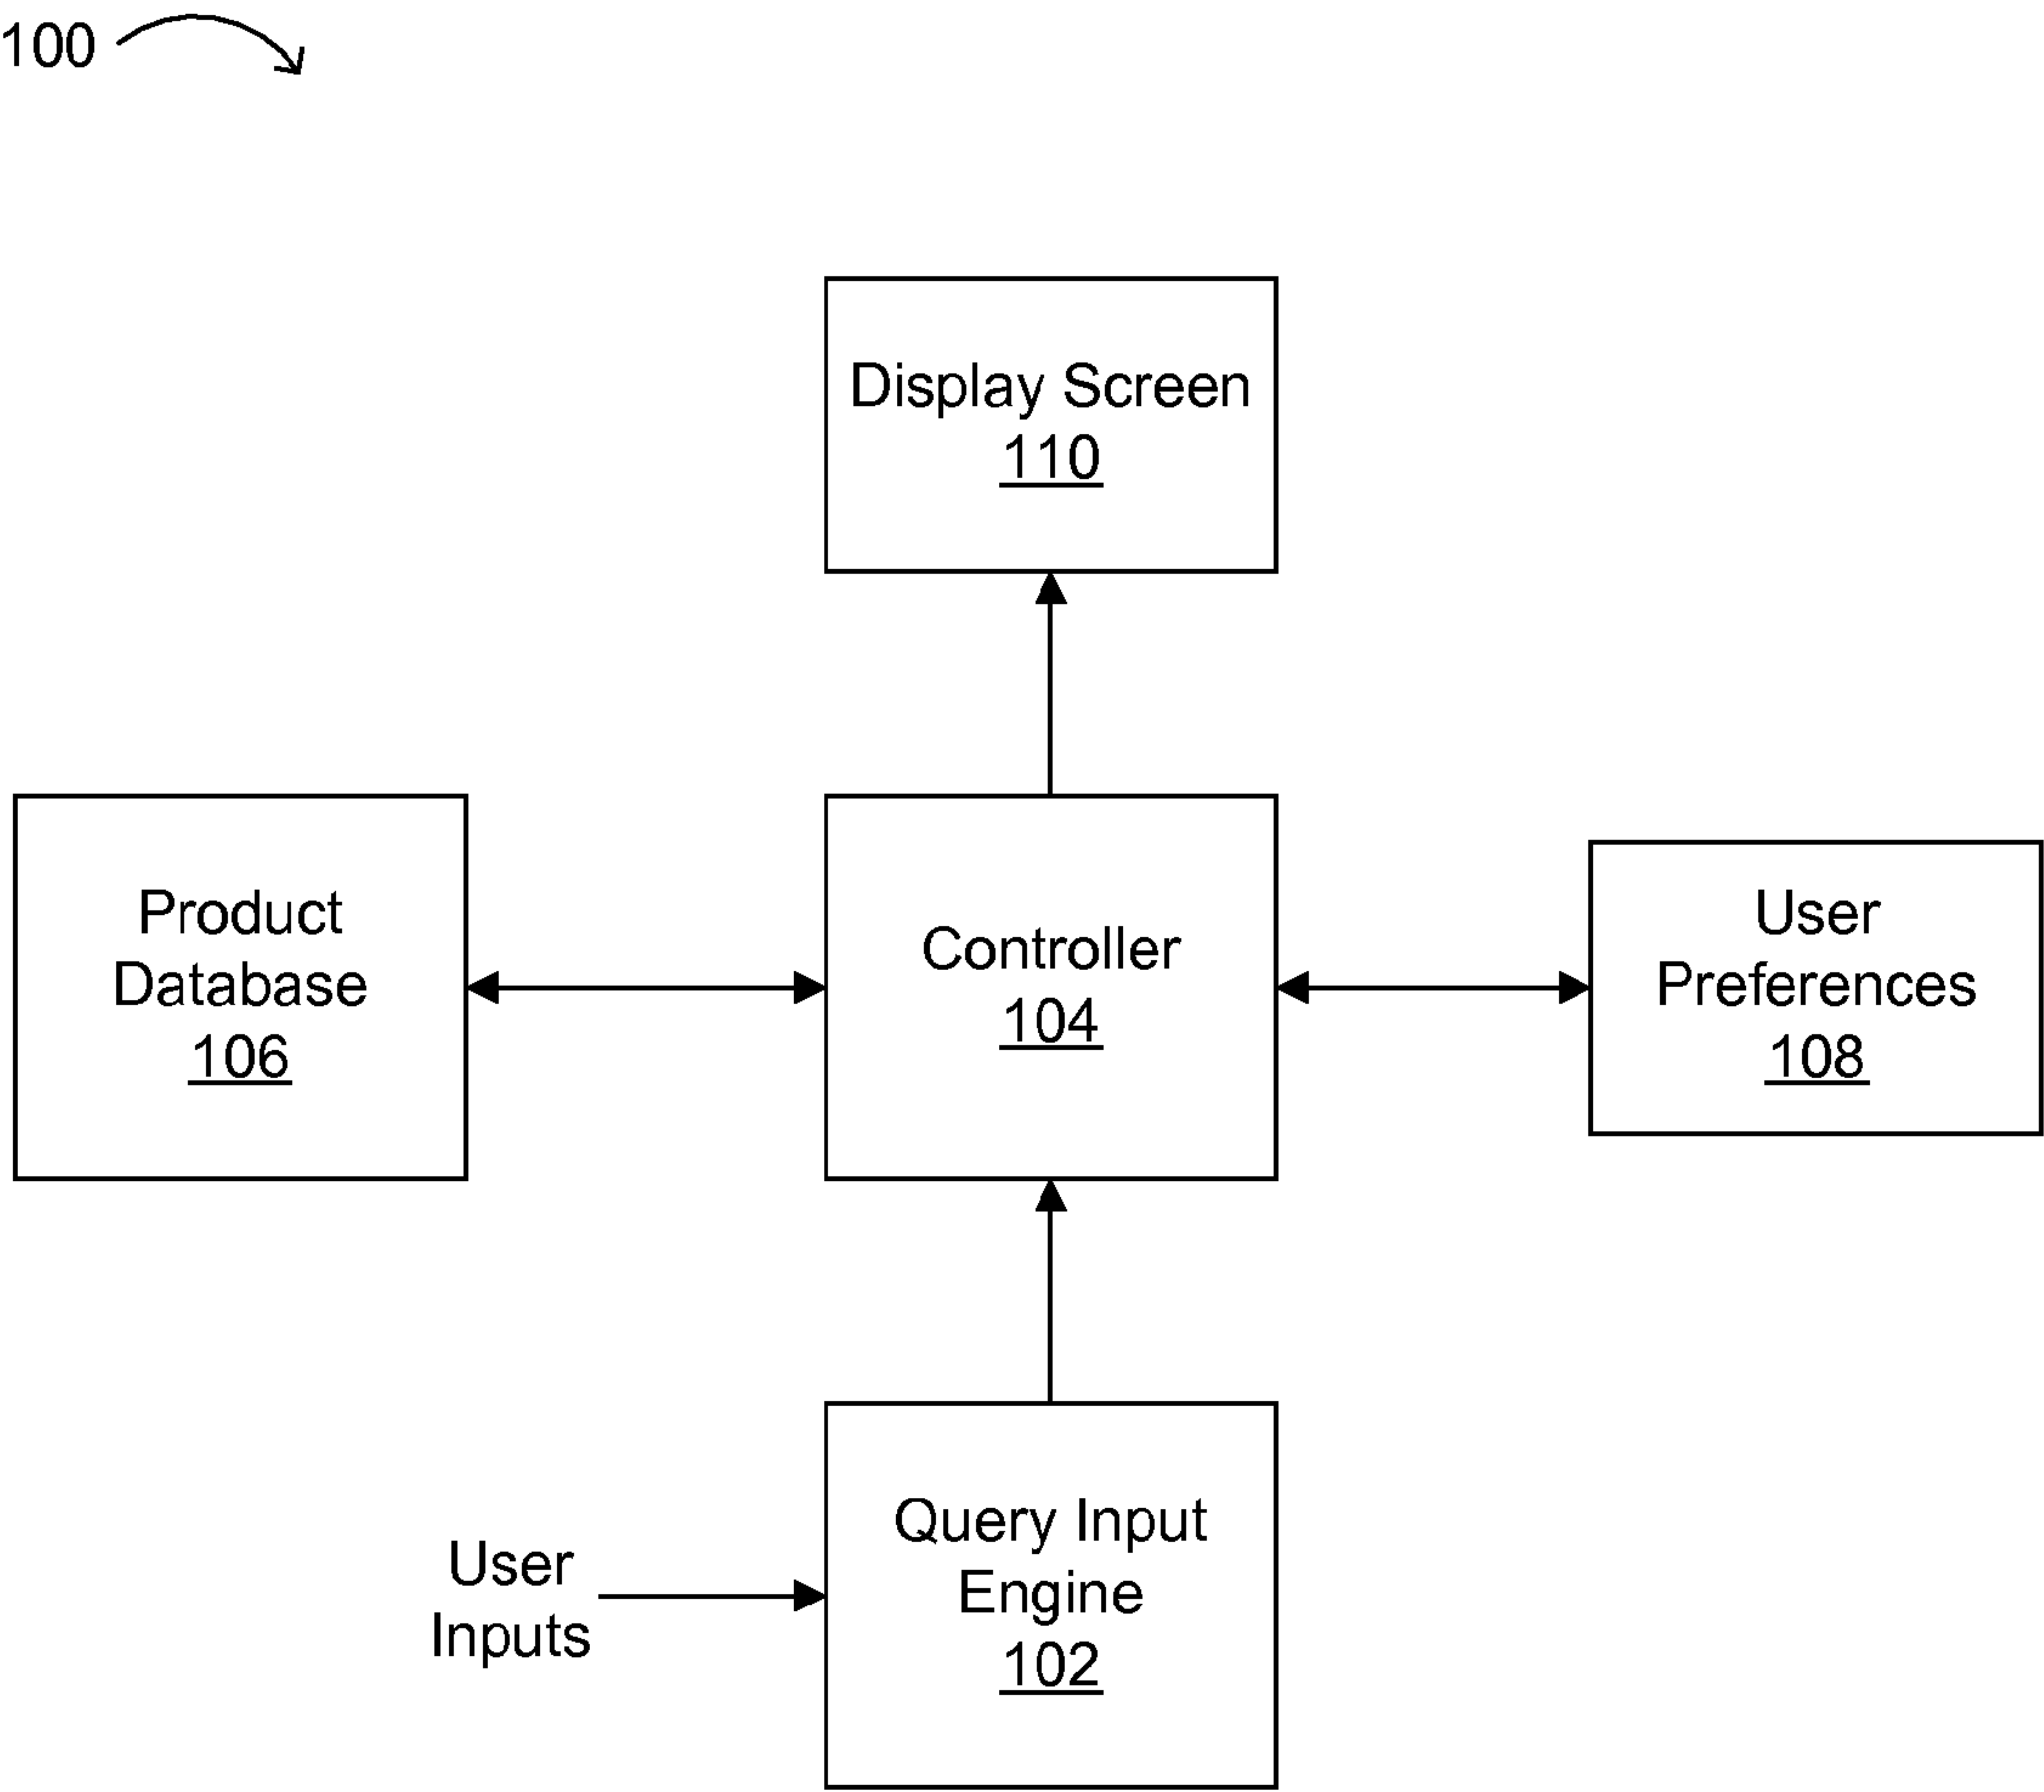 100
Display Screen
110
Product
Database
106
Controller
104
User
Preferences
108
User
Inputs
Query Input
Engine
102